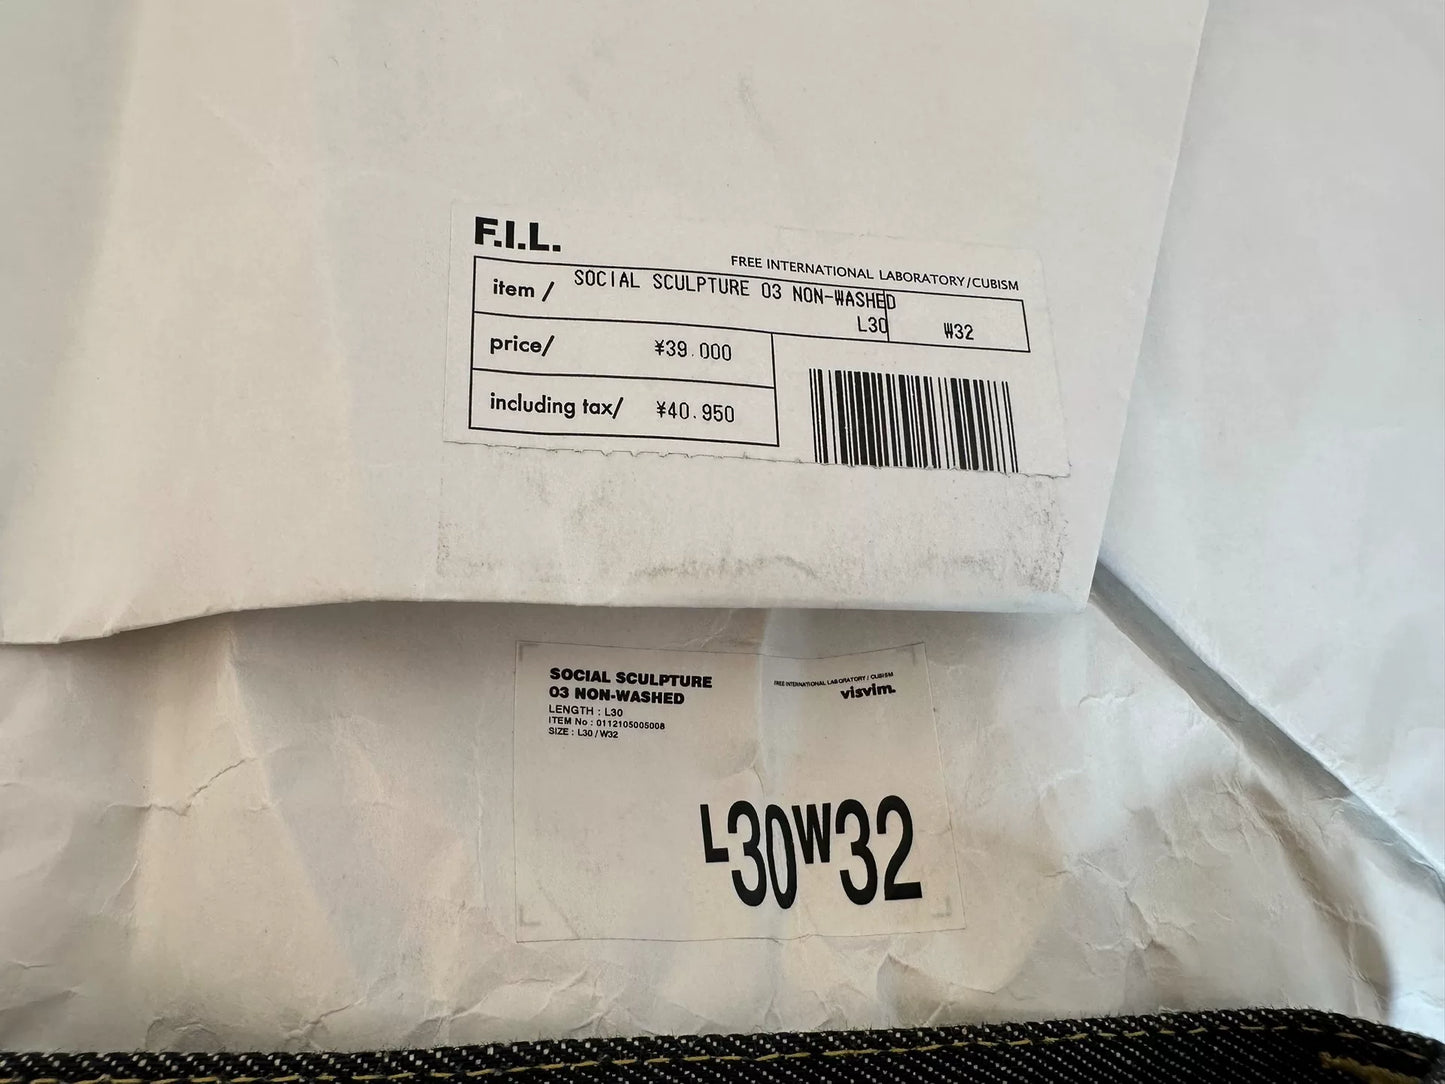 F.I.L.
FREE INTERNATIONAL LABORATORY/CUBISM
item / SOCIAL SCULPTURE 03 NON-WASHED
L30 W32
price/ ¥39.000
including tax/ ¥40.950
SOCIAL SCULPTURE
03 NON-WASHED
LENGTH : L30
ITEM No : 0112105005008
SIZE : L30 / W32
FREE INTERNATIONAL LABORATORY / CUBISM
visvim.
L30W32